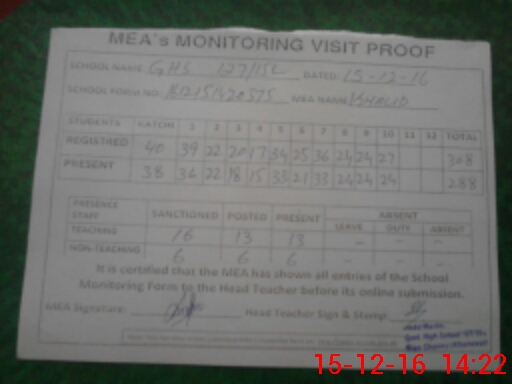 MEA's MONITORING VISIT PROOF
SCHOOL NAME GHS 127/15L DATED 15-12-16
SCHOOL FORM NO MEA NAME KHALID
STUDENTS KATCHI 1 2 3 4 5 6 7 8 9 10 11 12 TOTAL
REGISTRED 40 39 22 20 17 34 25 36 24 24 27 308
PRESENT 38 34 22 18 15 33 21 33 24 24 24 288
PRESENCE STAFF SANCTIONED POSTED PRESENT ABSENT
LEAVE DUTY ABSENT
TEACHING 16 13 13 - - -
NON-TEACHING 6 6 6 - - -
It is certified that the MEA has shown all entries of the School
Monitoring Form to the Head Teacher before its online submission.
MEA Signature: Head Teacher Sign & Stamp:
Govt. High School
15-12-16 14:22